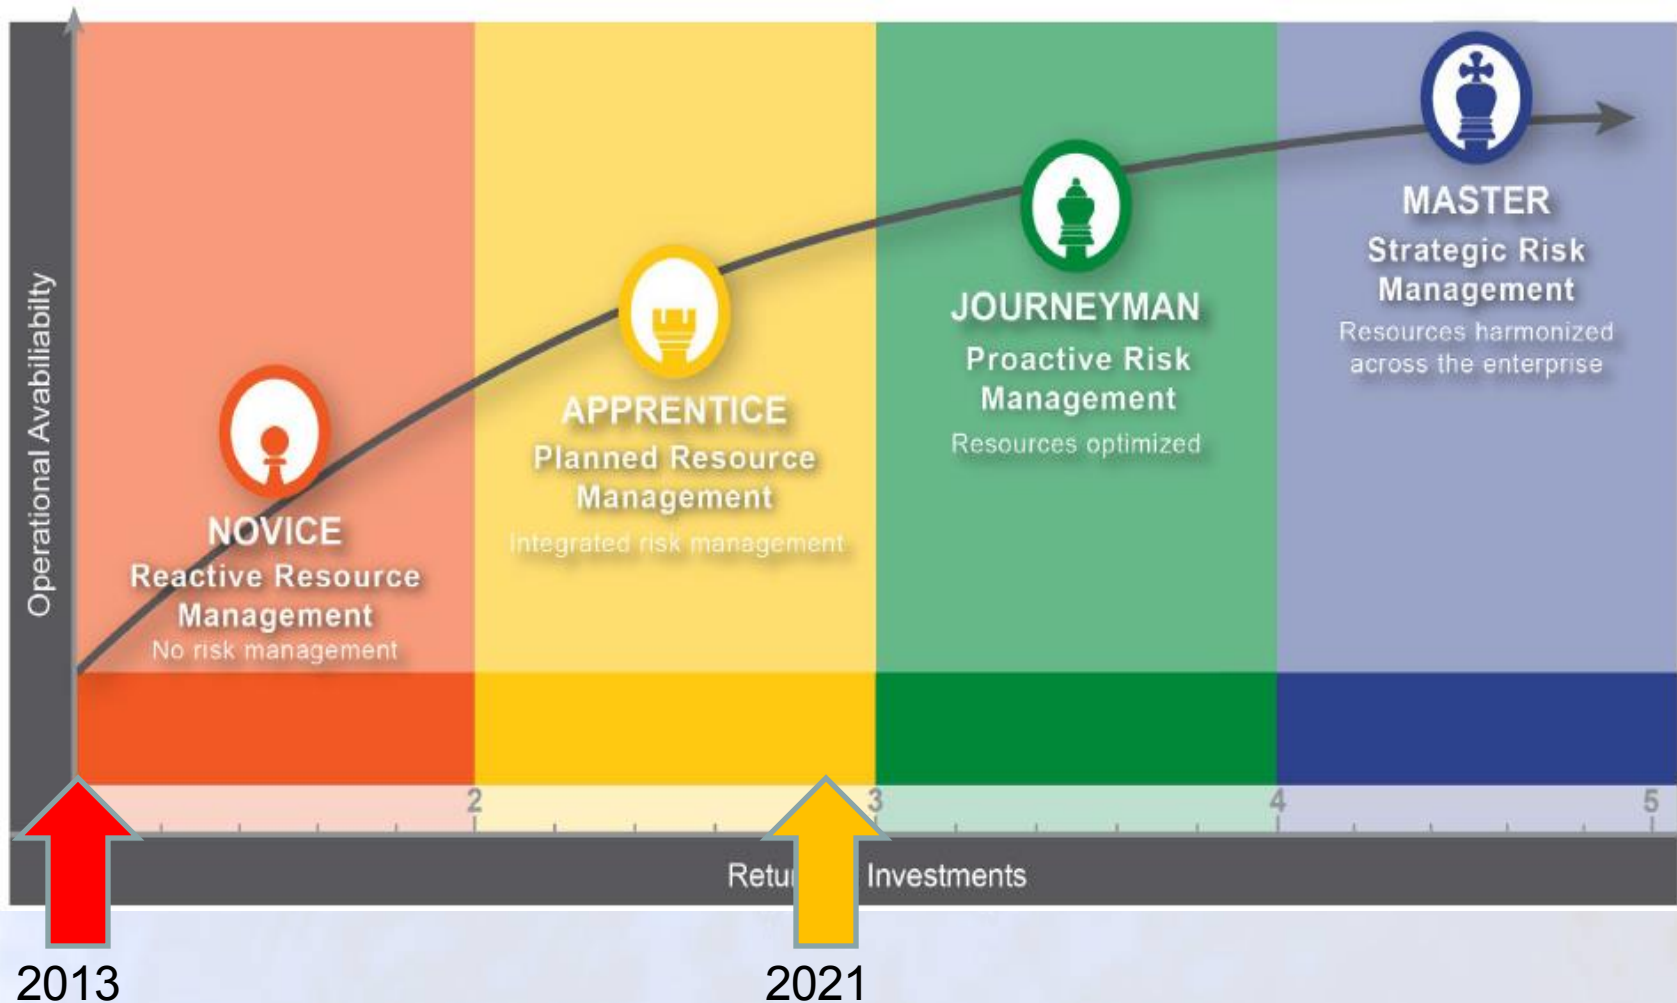 Operational Avabiliabilty
NOVICE
Reactive Resource
Management
No risk management
APPRENTICE
Planned Resource
Management
Integrated risk management
JOURNEYMAN
Proactive Risk
Management
Resources optimized
MASTER
Strategic Risk
Management
Resources harmonized
across the enterprise
2
3
4
5
Investments
2013
2021